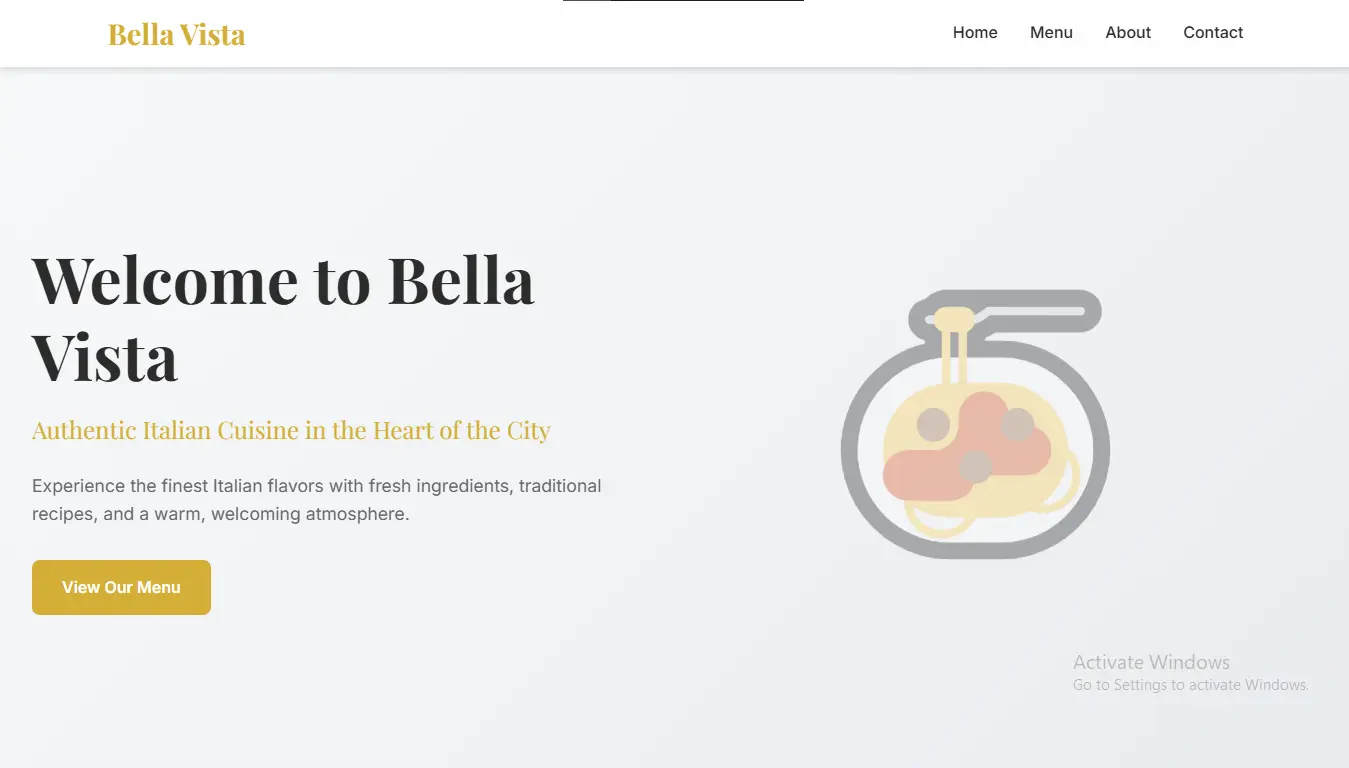 Bella Vista
Home Menu About Contact
Welcome to Bella
Vista
Authentic Italian Cuisine in the Heart of the City
Experience the finest Italian flavors with fresh ingredients, traditional
recipes, and a warm, welcoming atmosphere.
View Our Menu
Activate Windows
Go to Settings to activate Windows.